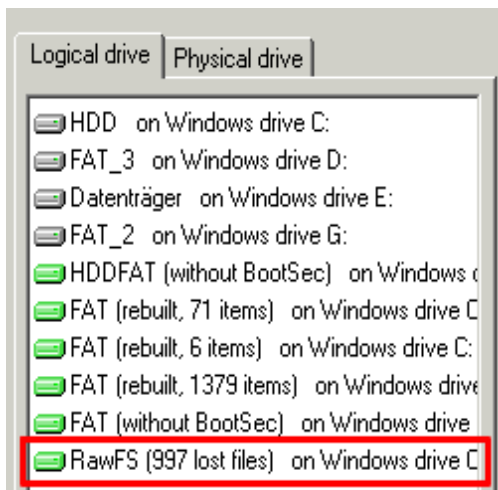 Logical drive
Physical drive
HDD on Windows drive C:
FAT_3 on Windows drive D:
Datenträger on Windows drive E:
FAT_2 on Windows drive G:
HDDFAT (without BootSec) on Windows
FAT (rebuilt, 71 items) on Windows drive
FAT (rebuilt, 6 items) on Windows drive C:
FAT (rebuilt, 1379 items) on Windows drive
FAT (without BootSec) on Windows drive
RawFS (997 lost files) on Windows drive